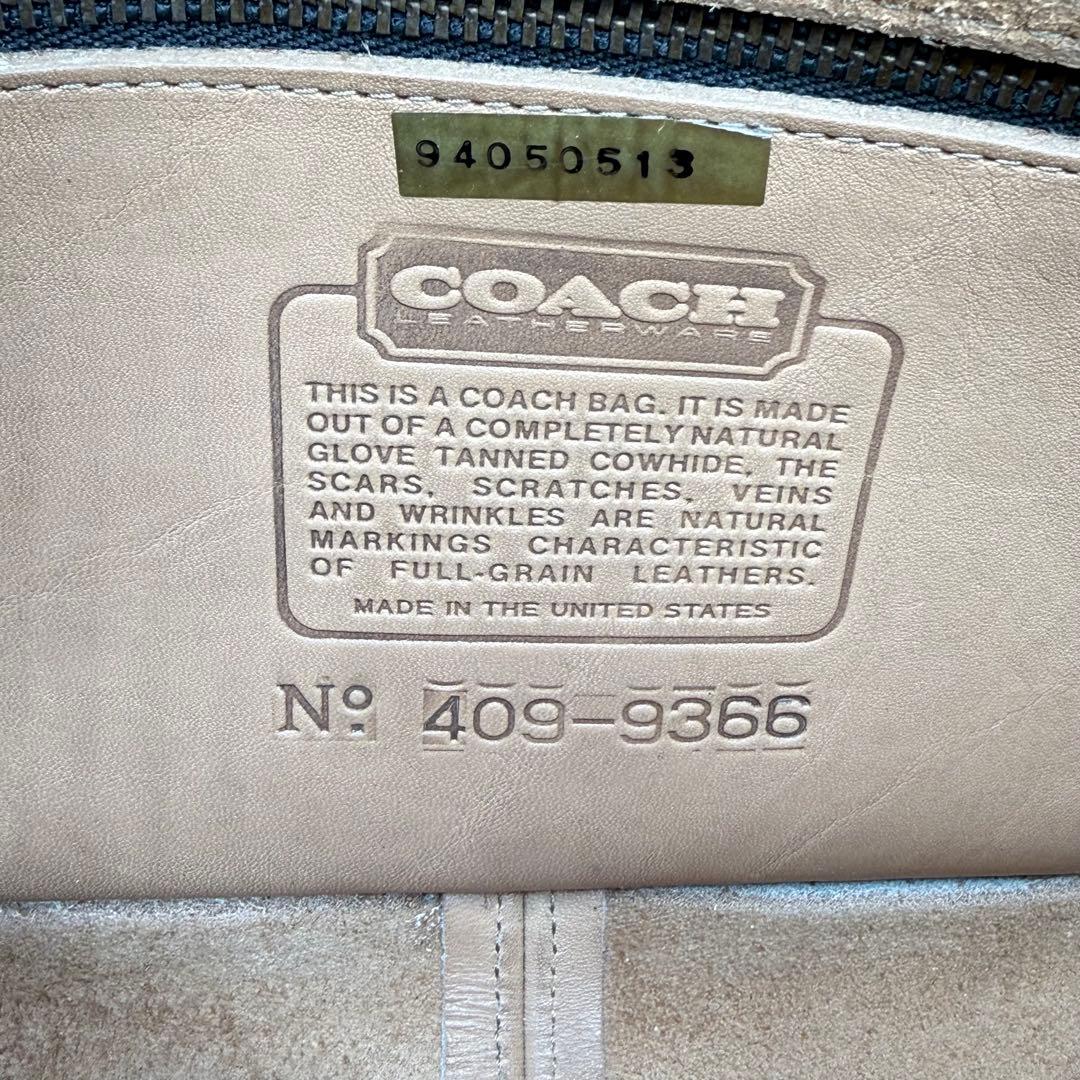 94050513
COACH
LEATHERWARE
THIS IS A COACH BAG. IT IS MADE
OUT OF A COMPLETELY NATURAL
GLOVE TANNED COWHIDE, THE
SCARS, SCRATCHES, VEINS
AND WRINKLES ARE NATURAL
MARKINGS CHARACTERISTIC
OF FULL-GRAIN LEATHERS.
MADE IN THE UNITED STATES
Nº. 409-9366